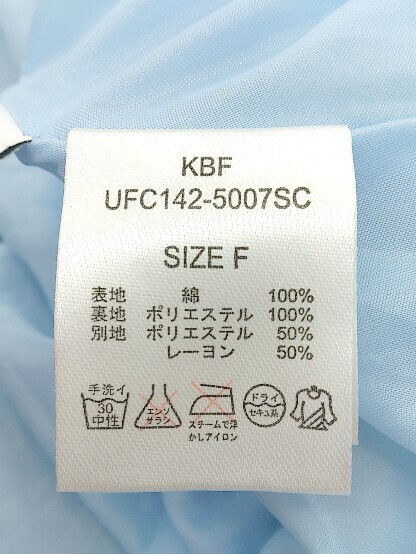 KBF
UFC142-5007SC
SIZE F
表地 綿 100%
裏地 ポリエステル 100%
別地 ポリエステル 50%
レーヨン 50%
手洗イ
30
中性
エンソ
サラシ
スチームで浮
かしアイロン
ドライ
セキユ系